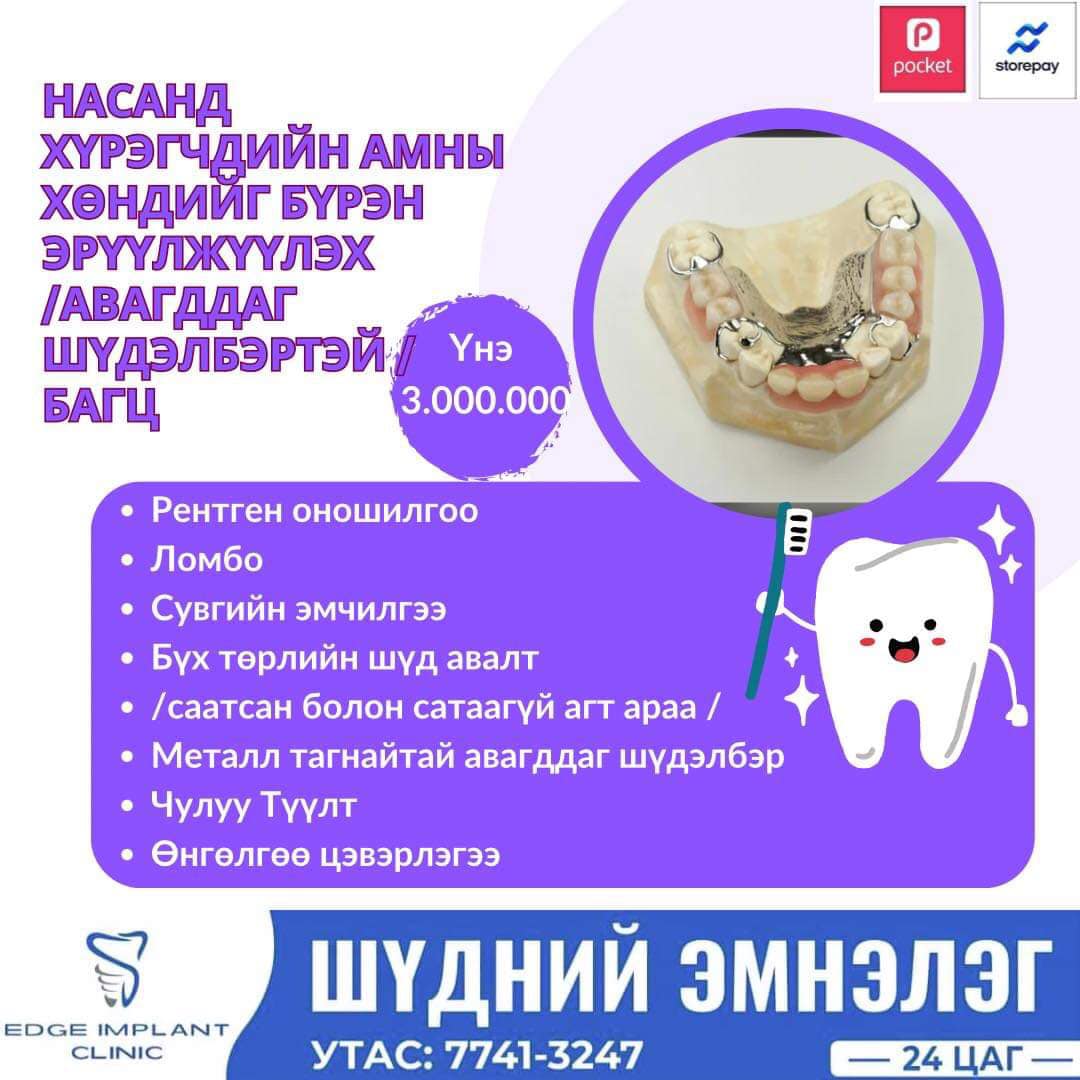 pocket
storepay
НАСАНД
ХҮРЭГЧДИЙН АМНЫ
ХӨНДИЙГ БҮРЭН
ЭРҮҮЛЖҮҮЛЭХ
/АВАГДДАГ
ШҮДЭЛБЭРТЭЙ /
БАГЦ
Үнэ
3.000.000
• Рентген оношилгоо
• Ломбо
• Сувгийн эмчилгээ
• Бүх төрлийн шүд авалт
• /саатсан болон сатаагүй агт араа /
• Металл тагнайтай авагддаг шүдэлбэр
• Чулуу Түүлт
• Өнгөлгөө цэвэрлэгээ
EDGE IMPLANT
CLINIC
ШҮДНИЙ ЭМНЭЛЭГ
УТАС: 7741-3247
— 24 ЦАГ —